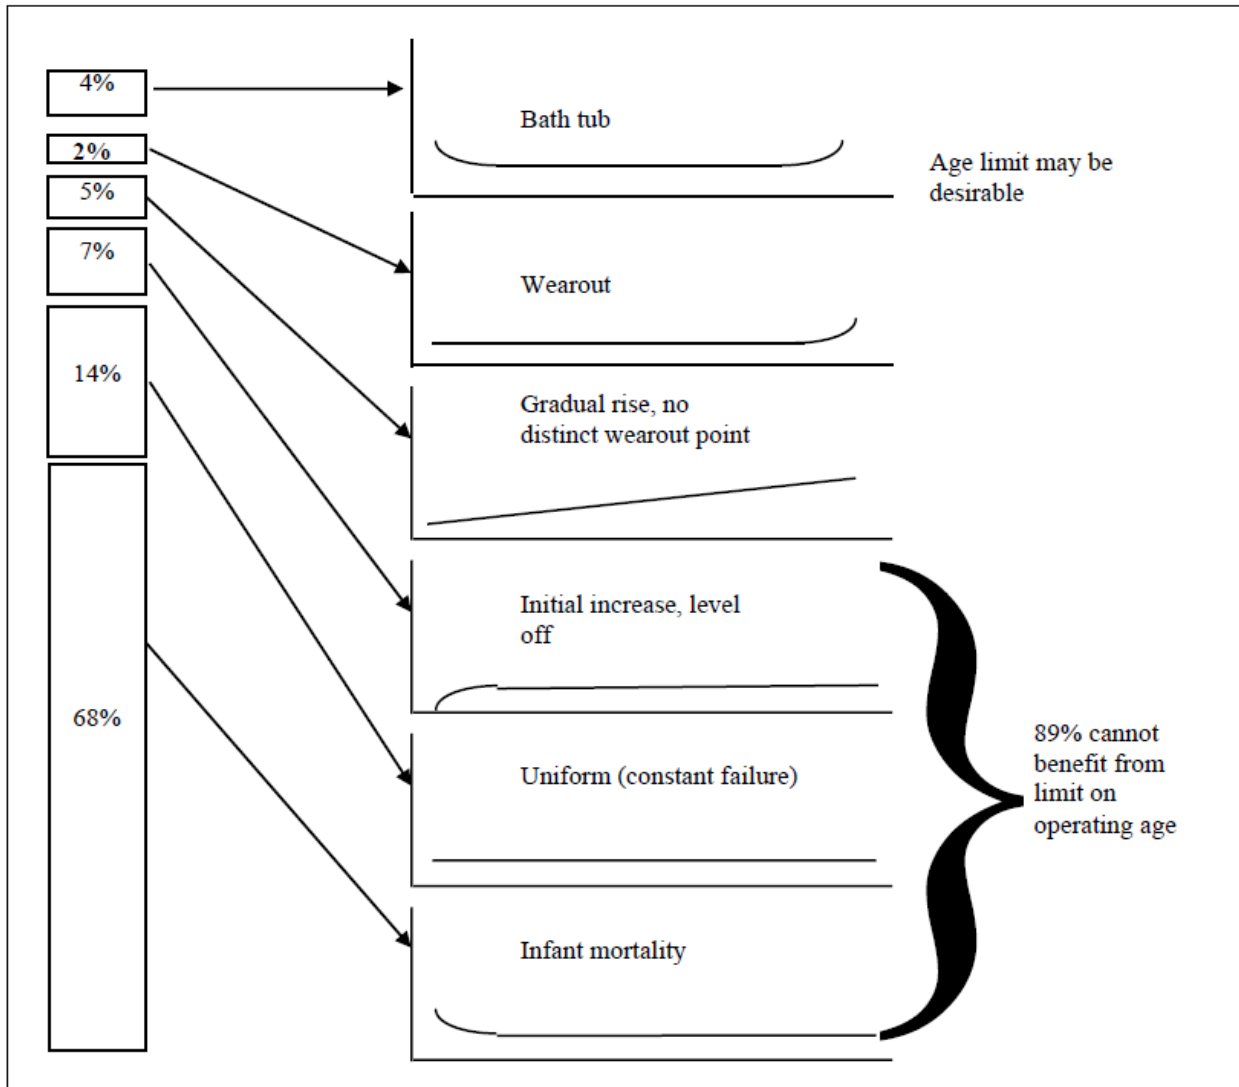 4%
2%
5%
7%
14%
68%
Bath tub
Age limit may be
desirable
Wearout
Gradual rise, no
distinct wearout point
Initial increase, level
off
Uniform (constant failure)
Infant mortality
89% cannot
benefit from
limit on
operating age